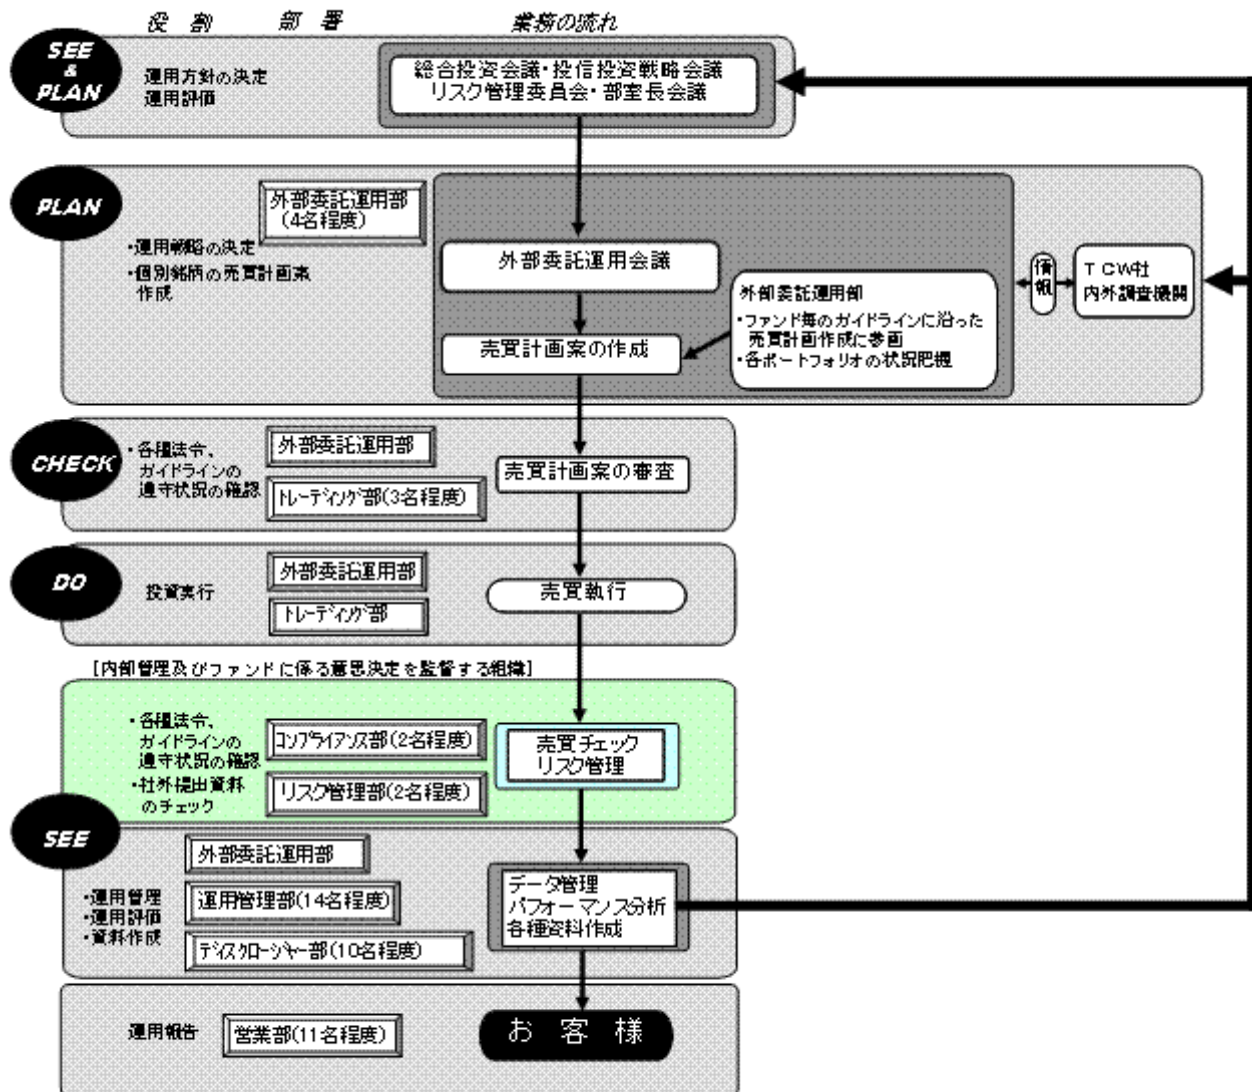 役 割 部 署 業務の流れ
SEE
&
PLAN
運用方針の決定
運用評価
総合投資会議・投信投資戦略会議
リスク管理委員会・部室長会議
PLAN
外部委託運用部
(4名程度)
・運用戦略の決定
・個別銘柄の売買計画案
作成
外部委託運用会議
売買計画案の作成
外部委託運用部
・ファンド毎のガイドラインに沿った
売買計画作成に参画
・各ポートフォリオの状況把握
情報
TCW社
内外調査機関
CHECK
・各種法令、
ガイドラインの
遵守状況の確認
外部委託運用部
トレーディング部(3名程度)
売買計画案の審査
DO
投資実行
外部委託運用部
トレーディング部
売買執行
[内部管理及びファンドに係る意思決定を監督する組織]
・各種法令、
ガイドラインの
遵守状況の確認
・社外提出資料
のチェック
コンプライアンス部(2名程度)
リスク管理部(2名程度)
売買チェック
リスク管理
SEE
・運用管理
・運用評価
・資料作成
外部委託運用部
運用管理部(14名程度)
ディスクロージャー部(10名程度)
データ管理
パフォーマンス分析
各種資料作成
運用報告
営業部(11名程度)
お 客 様